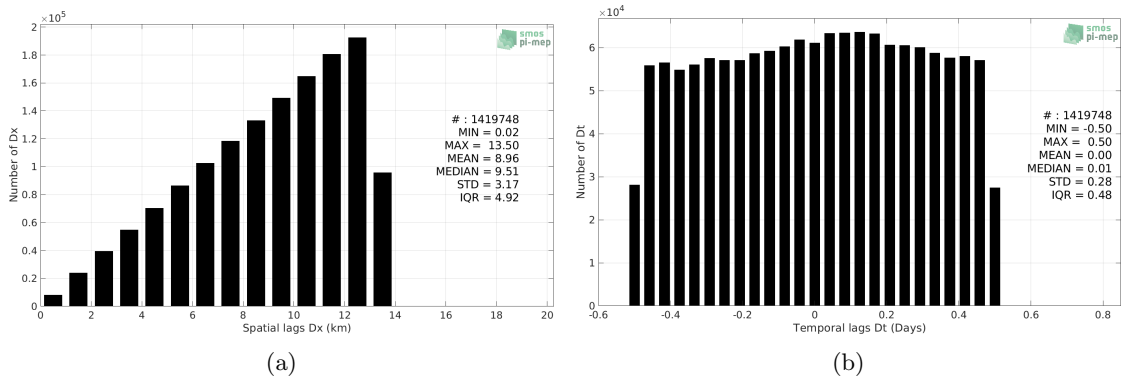 ×10⁵
2
1.8
1.6
1.4
1.2
1
0.8
0.6
0.4
0.2
0
Number of Dx
smos
pi-mep
# : 1419748
MIN = 0.02
MAX = 13.50
MEAN = 8.96
MEDIAN = 9.51
STD = 3.17
IQR = 4.92
0 2 4 6 8 10 12 14 16 18 20
Spatial lags Dx (km)
(a)
×10⁴
6
5
4
3
2
1
0
Number of Dt
smos
pi-mep
# : 1419748
MIN = -0.50
MAX = 0.50
MEAN = 0.00
MEDIAN = 0.01
STD = 0.28
IQR = 0.48
-0.6 -0.4 -0.2 0 0.2 0.4 0.6 0.8
Temporal lags Dt (Days)
(b)